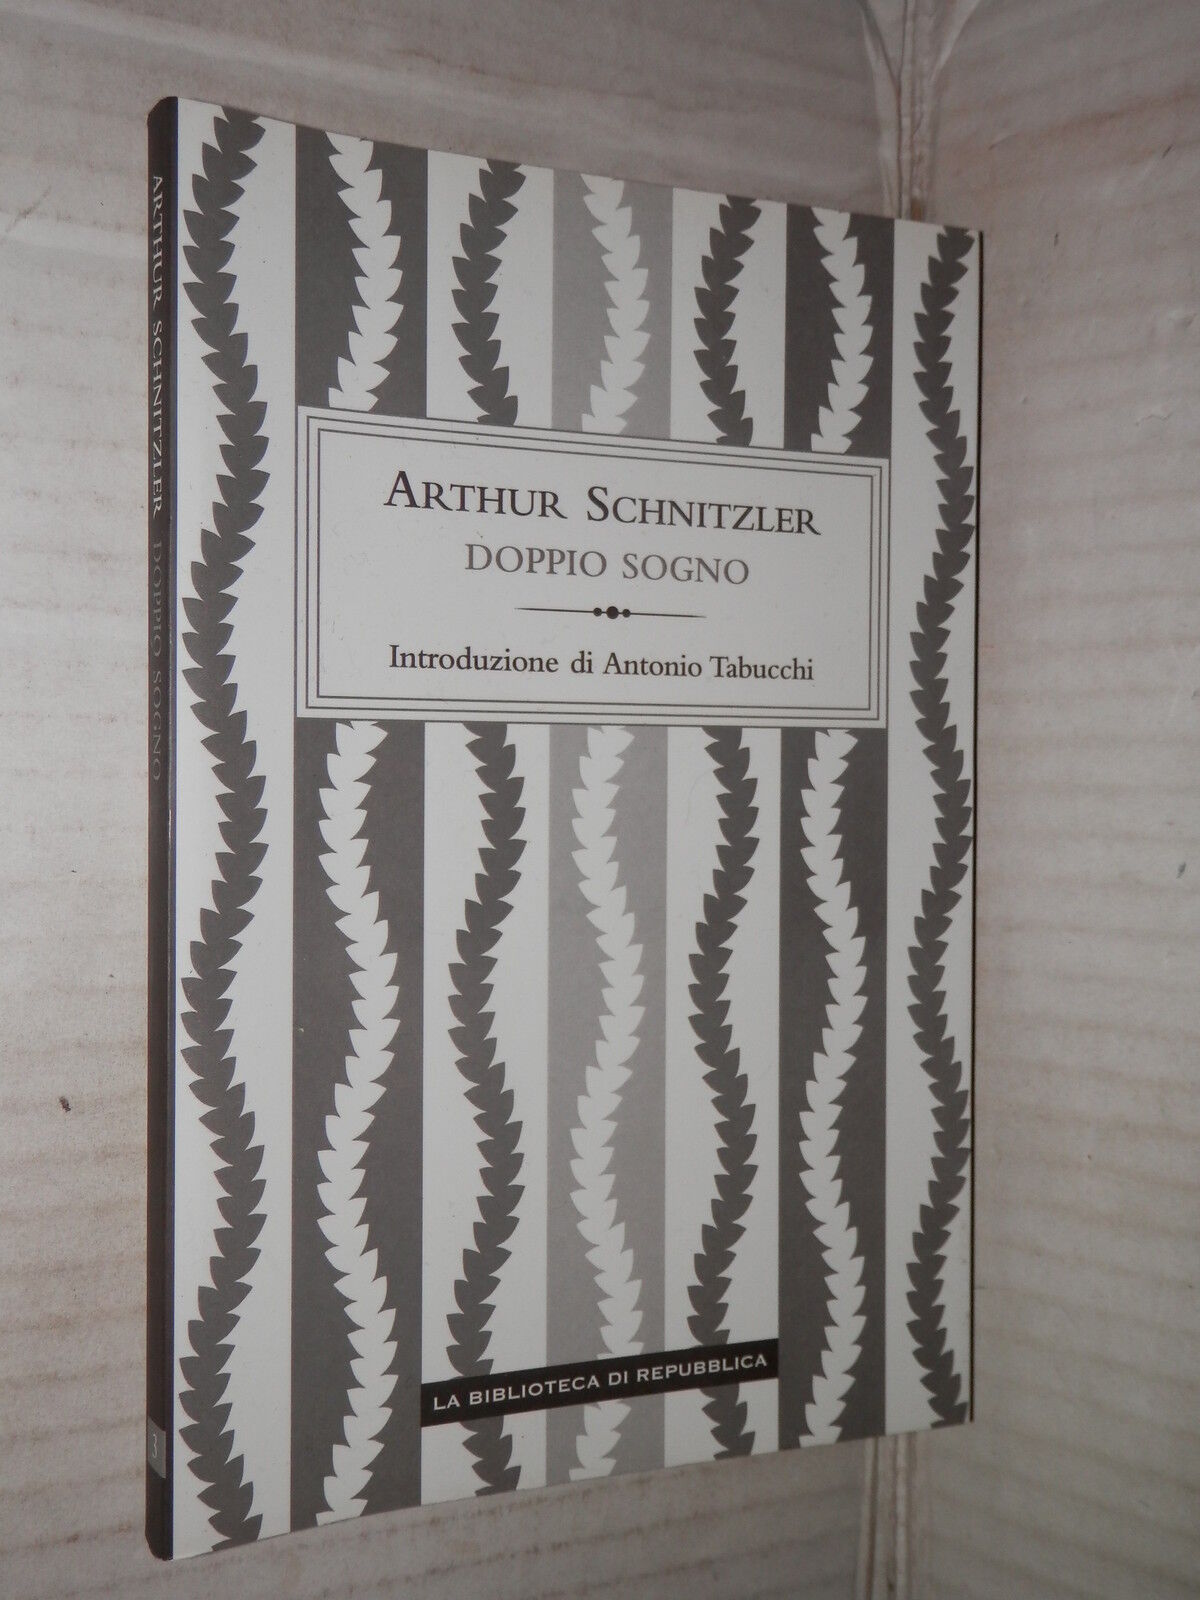 ARTHUR SCHNITZLER DOPPIO SOGNO
3
ARTHUR SCHNITZLER
DOPPIO SOGNO
Introduzione di Antonio Tabucchi
LA BIBLIOTECA DI REPUBBLICA